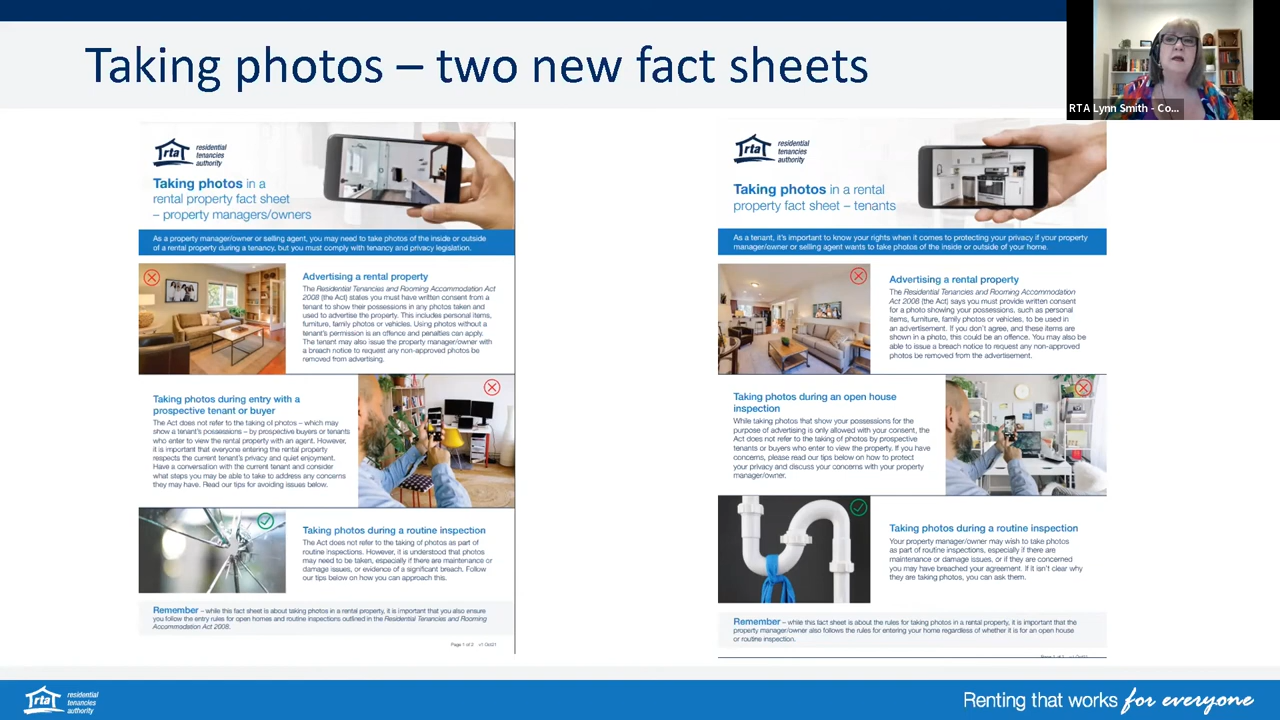 Taking photos – two new fact sheets
RTA Lynn Smith - Co...
rta residential
tenancies
authority
Taking photos in a
rental property fact sheet
– property managers/owners
As a property manager/owner or selling agent, you may need to take photos of the inside or outside
of a rental property during a tenancy, but you must comply with tenancy and privacy legislation.
Advertising a rental property
The Residential Tenancies and Rooming Accommodation Act
2008 (the Act) states you must have written consent from a
tenant to show their possessions in any photos taken and
used to advertise the property. This includes personal items,
furniture, family photos or vehicles. Using photos without a
tenant's permission is an offence and penalties can apply.
The tenant may also issue the property manager/owner with
a breach notice to request any non-approved photos be
removed from advertising.
Taking photos during entry with a
prospective tenant or buyer
The Act does not refer to the taking of photos – which may
show a tenant's possessions – by prospective buyers or tenants
who enter to view the rental property with an agent. However,
it is important that everyone entering the rental property
respects the current tenant's privacy and quiet enjoyment.
Have a conversation with the current tenant and consider
what steps you may be able to take to address any concerns
they may have. Read our tips for avoiding issues below.
Taking photos during a routine inspection
The Act does not refer to the taking of photos as part of
routine inspections. However, it is understood that photos
may need to be taken, especially if there are maintenance or
damage issues, or evidence of a significant breach. Follow
our tips below on how you can approach this.
Remember – while this fact sheet is about taking photos in a rental property, it is important that you also ensure
you follow the entry rules for open homes and routine inspections outlined in the Residential Tenancies and Rooming
Accommodation Act 2008.
Page 1 of 2 v1 Oct21
rta residential
tenancies
authority
Taking photos in a rental
property fact sheet – tenants
As a tenant, it's important to know your rights when it comes to protecting your privacy if your property
manager/owner or selling agent wants to take photos of the inside or outside of your home.
Advertising a rental property
The Residential Tenancies and Rooming Accommodation
Act 2008 (the Act) says you must provide written consent
for a photo showing your possessions, such as personal
items, furniture, family photos or vehicles, to be used in
an advertisement. If you don't agree, and these items are
shown in a photo, this could be an offence. You may also be
able to issue a breach notice to request any non-approved
photos be removed from the advertisement.
Taking photos during an open house
inspection
While taking photos that show your possessions for the
purpose of advertising is only allowed with your consent, the
Act does not refer to the taking of photos by prospective
tenants or buyers who enter to view the property. If you have
concerns, please read our tips below on how to protect
your privacy and discuss your concerns with your property
manager/owner.
Taking photos during a routine inspection
Your property manager/owner may wish to take photos
as part of routine inspections, especially if there are
maintenance or damage issues, or if they are concerned
you may have breached your agreement. If it isn't clear why
they are taking photos, you can ask them.
Remember – while this fact sheet is about the rules for taking photos in a rental property, it is important that the
property manager/owner also follows the rules for entering your home regardless of whether it is for an open house
or routine inspection.
rta residential
tenancies
authority
Renting that works for everyone